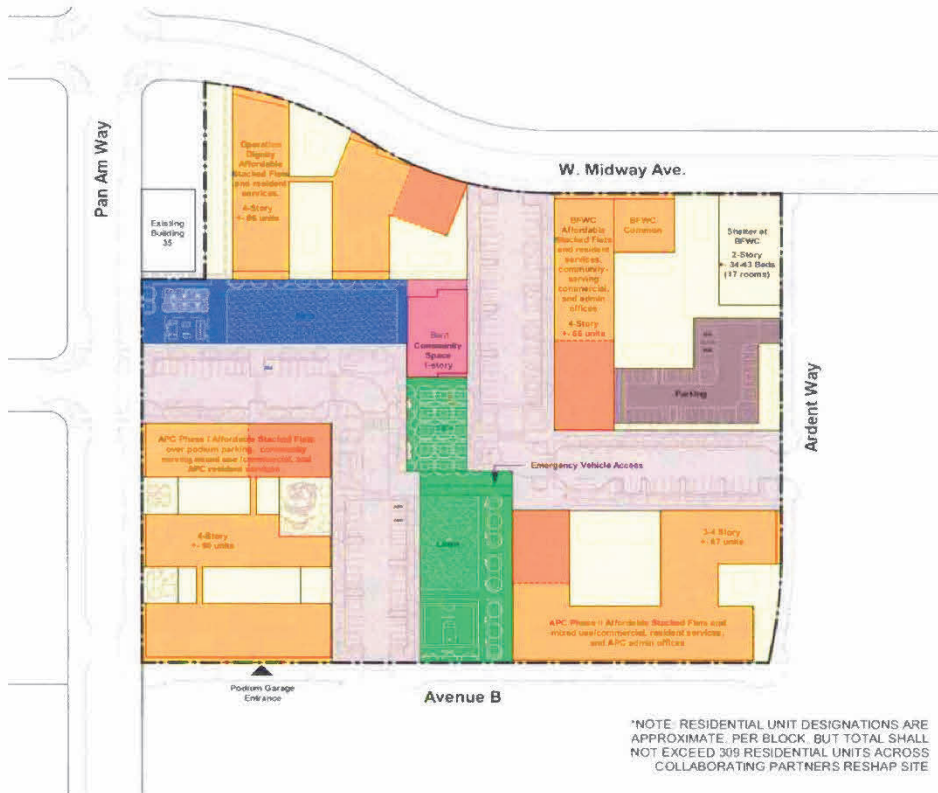 Pan Am Way
W. Midway Ave.
Operation
Dignity
Affordable
Stacked Flats
and resident
services.
4-Story
Existing
Building
35
BFWC
Affordable
Stacked Flats
and resident
services,
community-
serving
commercial,
and admin
offices
4-Story
BFWC
Common
Shelter at
BFWC
2-Story
+- 34-43 Beds
(17 rooms)
Community
Space
1-story
Parking
Ardent Way
APC Phase I Affordable Stacked Flats
over podium parking, community
serving mixed use/commercial, and
APC resident services
Emergency Vehicle Access
4-Story
+- 90 units
3-4 Story
+- 67 units
APC Phase II Affordable Stacked Flats and
mixed use/commercial, resident services,
and APC admin offices
Podium Garage
Entrance
Avenue B
*NOTE: RESIDENTIAL UNIT DESIGNATIONS ARE
APPROXIMATE, PER BLOCK, BUT TOTAL SHALL
NOT EXCEED 309 RESIDENTIAL UNITS ACROSS
COLLABORATING PARTNERS RESHAP SITE